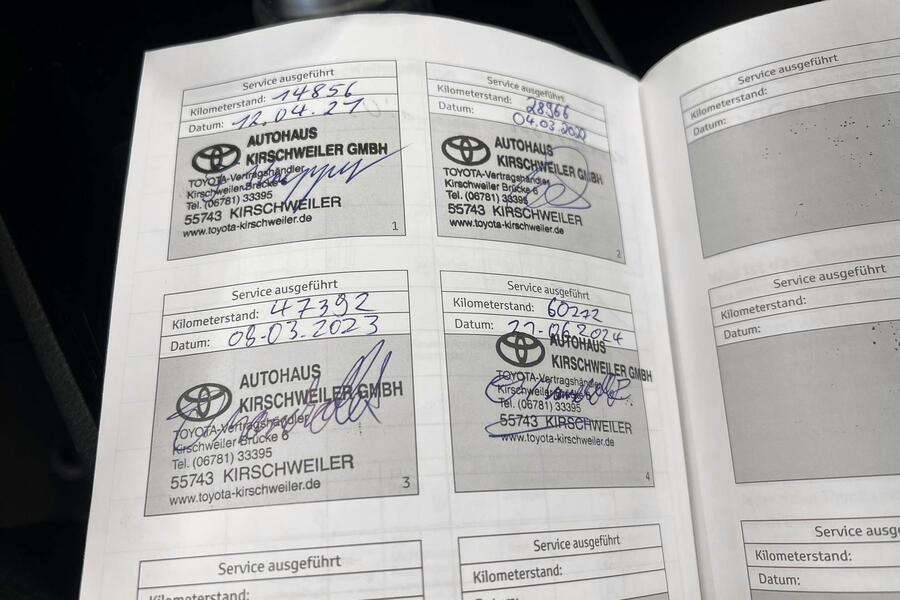 Service ausgeführt
Kilometerstand: 14856
Datum: 12.04.21
AUTOHAUS
KIRSCHWEILER GMBH
TOYOTA-Vertragshändler
Kirschweiler Brücke 6
Tel. (06781) 33395
55743 KIRSCHWEILER
www.toyota-kirschweiler.de
1
Service ausgeführt
Kilometerstand: 28966
Datum: 04.03.2022
AUTOHAUS
KIRSCHWEILER GMBH
TOYOTA-Vertragshändler
Kirschweiler Brücke 6
Tel. (06781) 33395
55743 KIRSCHWEILER
www.toyota-kirschweiler.de
2
Service ausgeführt
Kilometerstand: 47392
Datum: 08.03.2023
AUTOHAUS
KIRSCHWEILER GMBH
TOYOTA-Vertragshändler
Kirschweiler Brücke 6
Tel. (06781) 33395
55743 KIRSCHWEILER
www.toyota-kirschweiler.de
3
Service ausgeführt
Kilometerstand: 60272
Datum: 27.06.2024
AUTOHAUS
KIRSCHWEILER GMBH
TOYOTA-Vertragshändler
Kirschweiler Brücke 6
Tel. (06781) 33395
55743 KIRSCHWEILER
www.toyota-kirschweiler.de
4
Service ausgeführt
Kilometerstand:
Service ausgeführt
Kilometerstand:
Service ausgeführt
Kilometerstand:
Datum:
Service ausgeführt
Kilometerstand:
Datum:
Service ausg
Kilometerstand:
Datum: